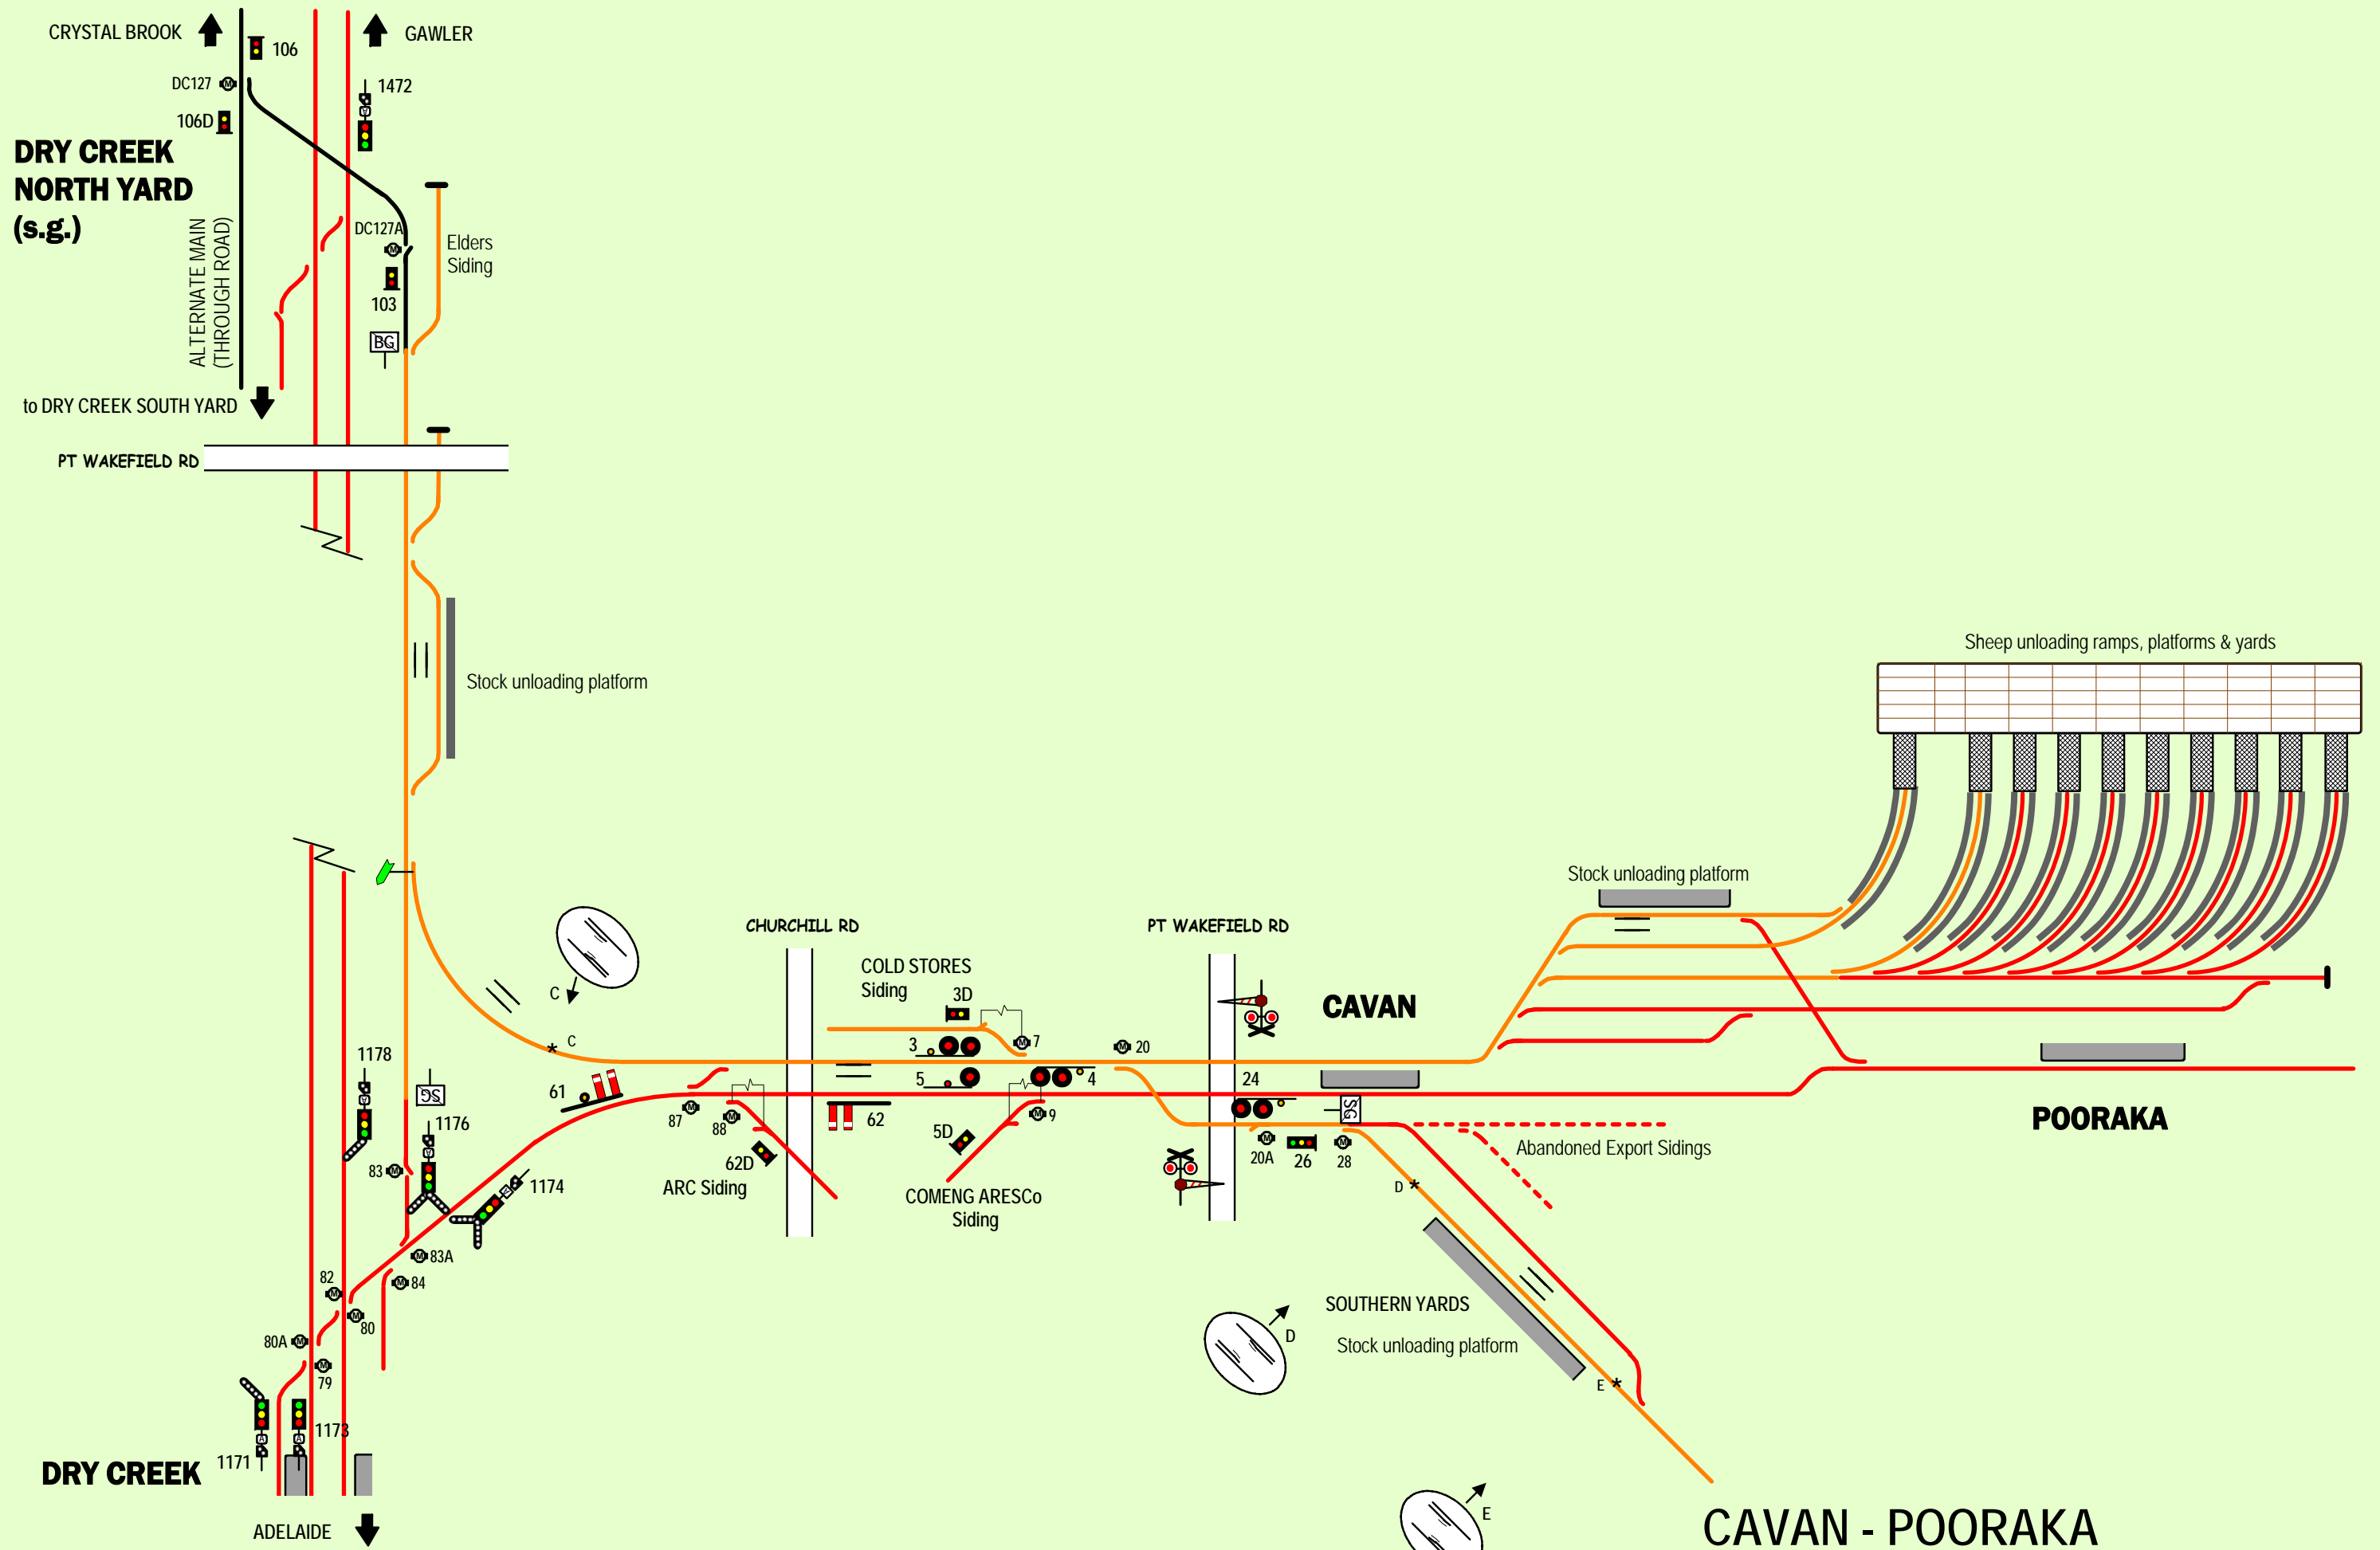 CRYSTAL BROOK
106
GAWLER
DC127
1472
106D
DRY CREEK
NORTH YARD
(s.g.)
ALTERNATE MAIN
(THROUGH ROAD)
DC127A
103
Elders
Siding
BG
to DRY CREEK SOUTH YARD
PT WAKEFIELD RD
Stock unloading platform
Sheep unloading ramps, platforms & yards
Stock unloading platform
CHURCHILL RD
PT WAKEFIELD RD
COLD STORES
Siding
3D
C
C
CAVAN
3
7
20
1178
SG
61
5
4
24
1176
87
88
62
5D
9
SG
POORAKA
62D
20A
26
28
Abandoned Export Sidings
83
1174
ARC Siding
COMENG ARESCo
Siding
D
83A
84
82
80
80A
79
SOUTHERN YARDS
D
Stock unloading platform
E
1173
1171
A
A
DRY CREEK
E
ADELAIDE
CAVAN - POORAKA